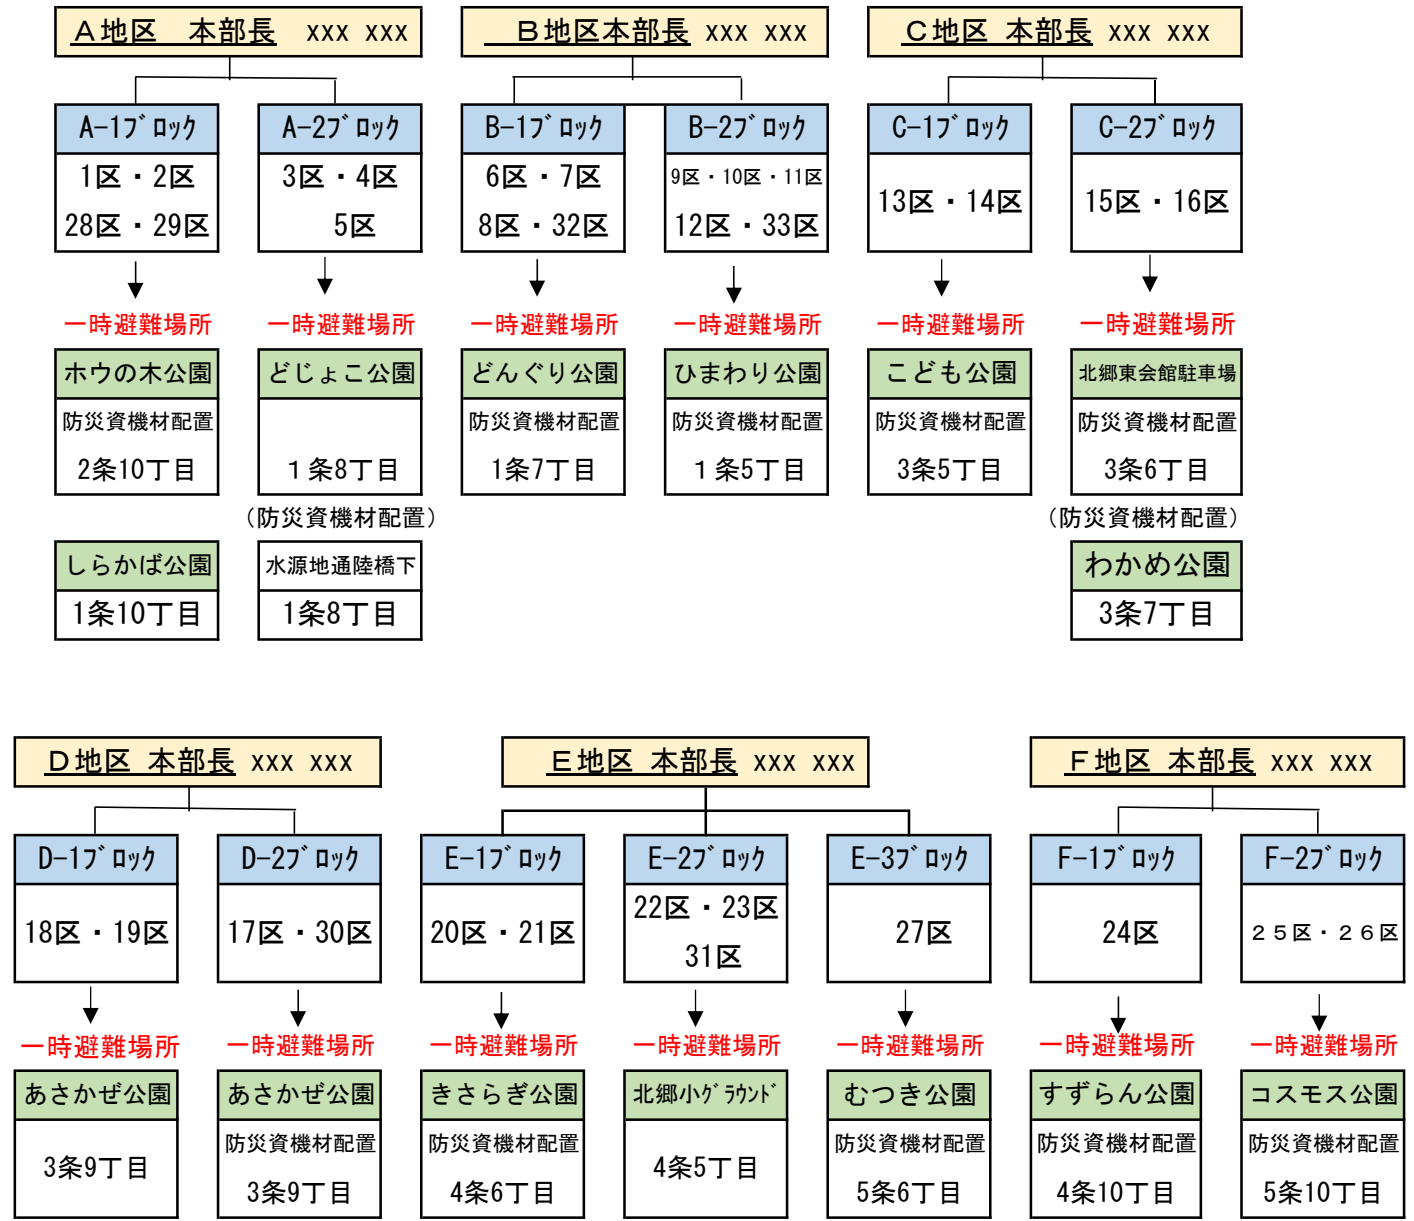 Ａ地区　本部長　xxx xxx
Ｂ地区本部長 xxx xxx
Ｃ地区 本部長 xxx xxx
A-1ﾌﾞﾛｯｸ
A-2ﾌﾞﾛｯｸ
B-1ﾌﾞﾛｯｸ
B-2ﾌﾞﾛｯｸ
C-1ﾌﾞﾛｯｸ
C-2ﾌﾞﾛｯｸ
1区・2区
28区・29区
3区・4区
5区
6区・7区
8区・32区
9区・10区・11区
12区・33区
13区・14区
15区・16区
一時避難場所
一時避難場所
一時避難場所
一時避難場所
一時避難場所
一時避難場所
ホウの木公園
防災資機材配置
2条10丁目
どじょこ公園
１条8丁目
どんぐり公園
防災資機材配置
1条7丁目
ひまわり公園
防災資機材配置
１条5丁目
こども公園
防災資機材配置
3条5丁目
北郷東会館駐車場
防災資機材配置
3条6丁目
（防災資機材配置）
（防災資機材配置）
しらかば公園
1条10丁目
水源地通陸橋下
1条8丁目
わかめ公園
3条7丁目
Ｄ地区 本部長 xxx xxx
Ｅ地区 本部長 xxx xxx
Ｆ地区 本部長 xxx xxx
D-1ﾌﾞﾛｯｸ
D-2ﾌﾞﾛｯｸ
E-1ﾌﾞﾛｯｸ
E-2ﾌﾞﾛｯｸ
E-3ﾌﾞﾛｯｸ
F-1ﾌﾞﾛｯｸ
F-2ﾌﾞﾛｯｸ
18区・19区
17区・30区
20区・21区
22区・23区
31区
27区
24区
２５区・２６区
一時避難場所
一時避難場所
一時避難場所
一時避難場所
一時避難場所
一時避難場所
一時避難場所
あさかぜ公園
3条9丁目
あさかぜ公園
防災資機材配置
3条9丁目
きさらぎ公園
防災資機材配置
4条6丁目
北郷小ｸﾞﾗｳﾝﾄﾞ
4条5丁目
むつき公園
防災資機材配置
5条6丁目
すずらん公園
防災資機材配置
4条10丁目
コスモス公園
防災資機材配置
5条10丁目